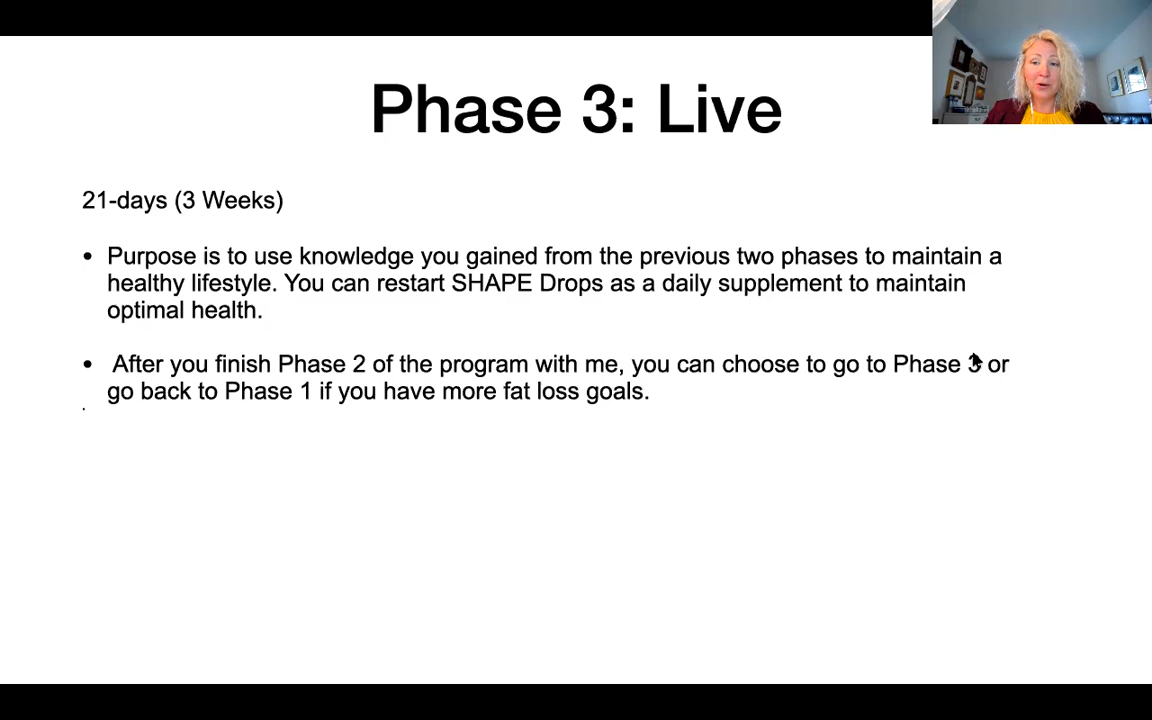 Phase 3: Live
21-days (3 Weeks)
• Purpose is to use knowledge you gained from the previous two phases to maintain a
healthy lifestyle. You can restart SHAPE Drops as a daily supplement to maintain
optimal health.
• After you finish Phase 2 of the program with me, you can choose to go to Phase 3 or
go back to Phase 1 if you have more fat loss goals.